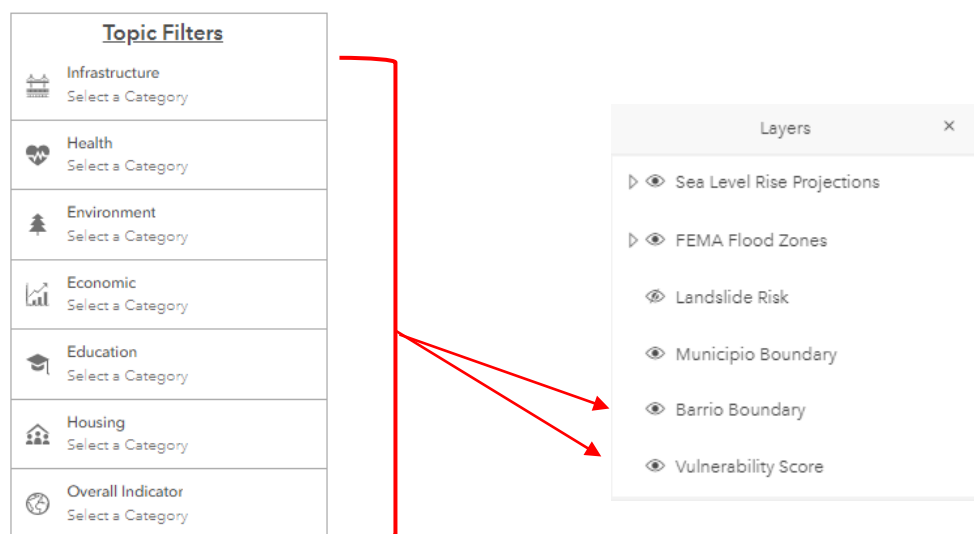 Topic Filters
Infrastructure
Select a Category
Health
Select a Category
Environment
Select a Category
Economic
Select a Category
Education
Select a Category
Housing
Select a Category
Overall Indicator
Select a Category
Layers
Sea Level Rise Projections
FEMA Flood Zones
Landslide Risk
Municipio Boundary
Barrio Boundary
Vulnerability Score